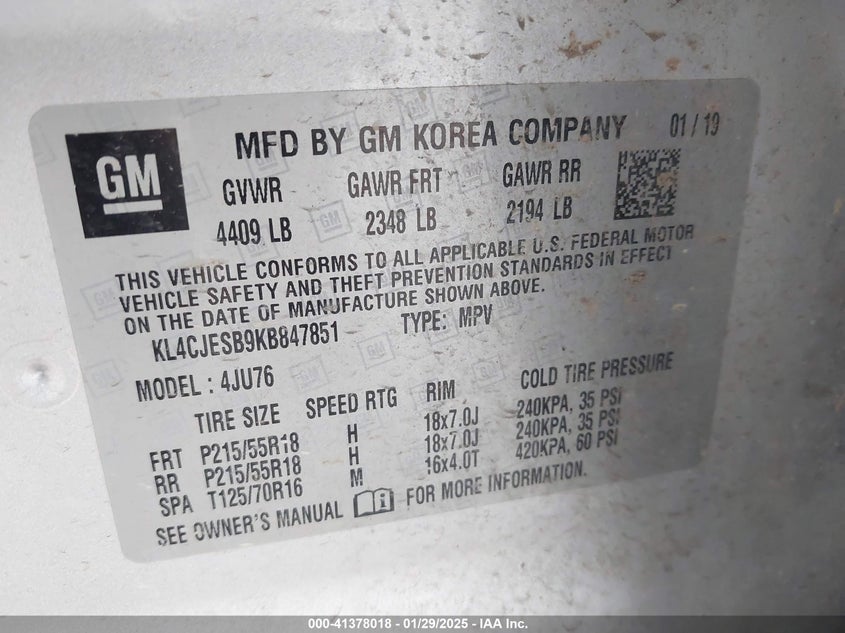 GM
MFD BY GM KOREA COMPANY 01/19
GVWR GAWR FRT GAWR RR
4409 LB 2348 LB 2194 LB
THIS VEHICLE CONFORMS TO ALL APPLICABLE U.S. FEDERAL MOTOR
VEHICLE SAFETY AND THEFT PREVENTION STANDARDS IN EFFECT
ON THE DATE OF MANUFACTURE SHOWN ABOVE.
KL4CJESB9KB847851 TYPE: MPV
MODEL : 4JU76
TIRE SIZE SPEED RTG RIM COLD TIRE PRESSURE
FRT P215/55R18 H 18x7.0J 240KPA, 35 PSI
RR P215/55R18 H 18x7.0J 240KPA, 35 PSI
SPA T125/70R16 M 16x4.0T 420KPA, 60 PSI
SEE OWNER'S MANUAL FOR MORE INFORMATION.
000-41378018 - 01/29/2025 - IAA Inc.